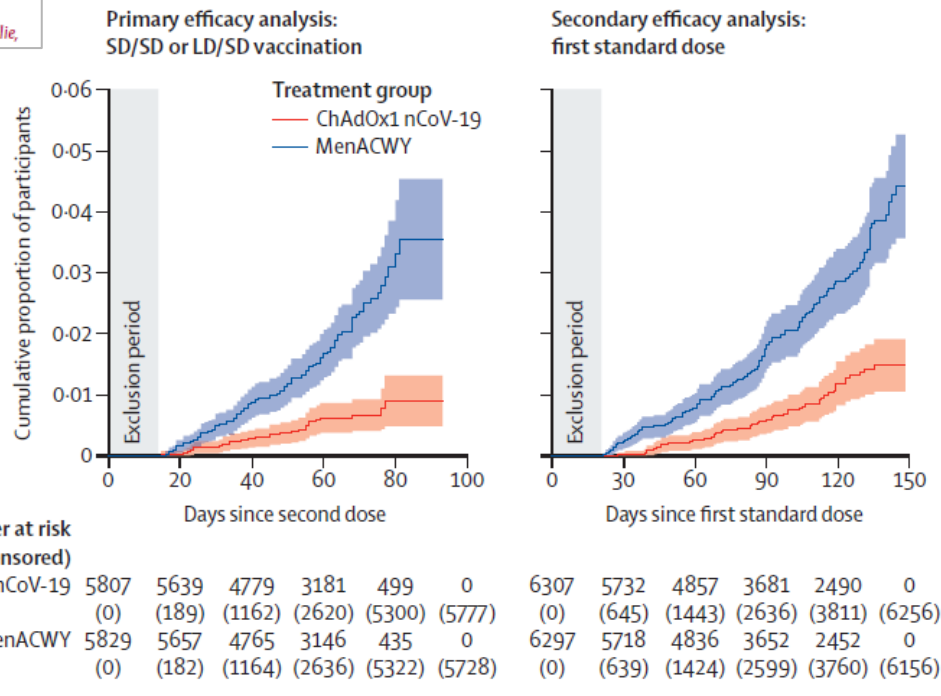 lie,
Primary efficacy analysis:
SD/SD or LD/SD vaccination
Secondary efficacy analysis:
first standard dose
Treatment group
ChAdOx1 nCoV-19
MenACWY
Cumulative proportion of participants
0·06
0·05
0·04
0·03
0·02
0·01
0
Exclusion period
0 20 40 60 80 100
Days since second dose
Exclusion period
0 30 60 90 120 150
Days since first standard dose
er at risk
nsored)
nCoV-19 5807 5639 4779 3181 499 0 6307 5732 4857 3681 2490 0
(0) (189) (1162) (2620) (5300) (5777) (0) (645) (1443) (2636) (3811) (6256)
enACWY 5829 5657 4765 3146 435 0 6297 5718 4836 3652 2452 0
(0) (182) (1164) (2636) (5322) (5728) (0) (639) (1424) (2599) (3760) (6156)